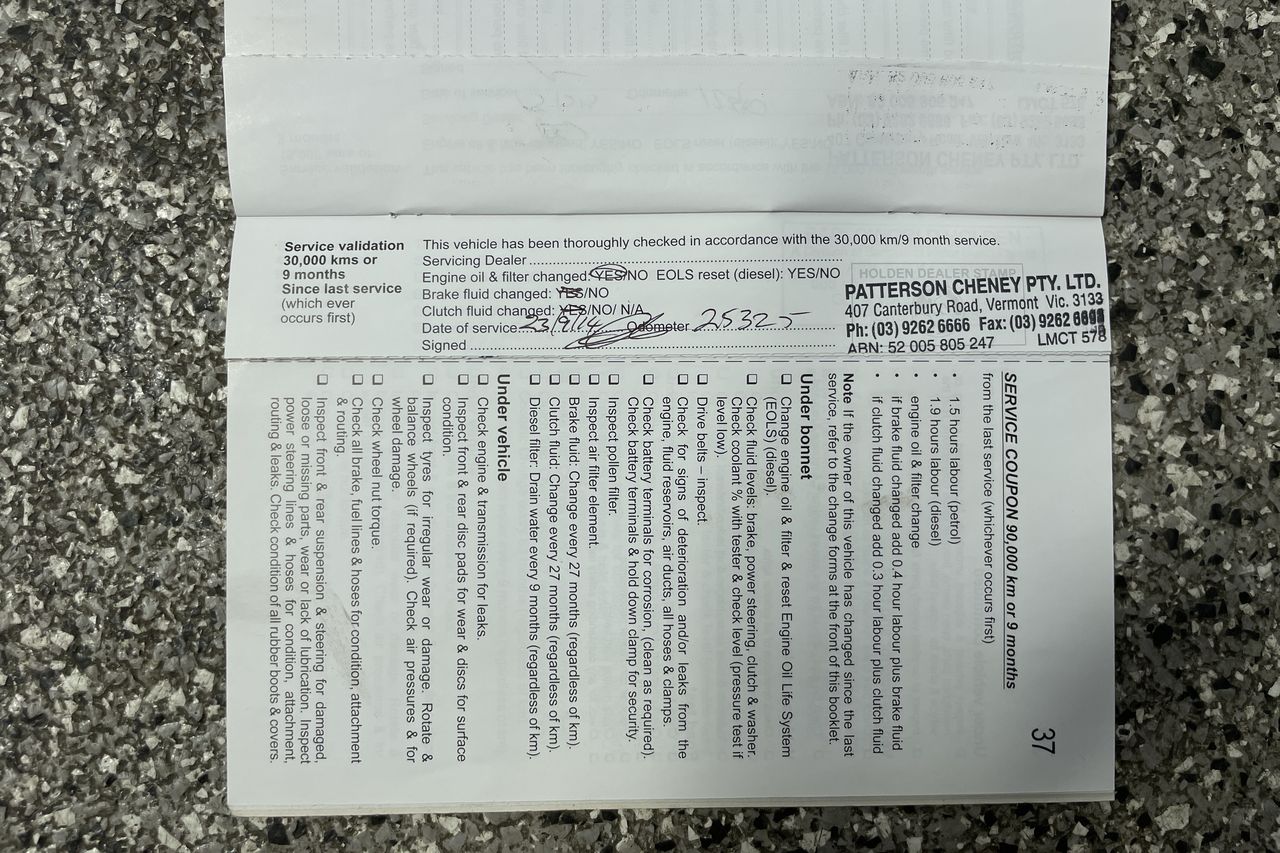 Service validation
30,000 kms or
9 months
Since last service
(which ever
occurs first)
This vehicle has been thoroughly checked in accordance with the 30,000 km/9 month service.
Servicing Dealer
Engine oil & filter changed: YES/NO EOLS reset (diesel): YES/NO
Brake fluid changed: YES/NO
Clutch fluid changed: YES/NO/ N/A
Date of service 23/9/14 Odometer 25325
Signed
HOLDEN DEALER STAMP
PATTERSON CHENEY PTY. LTD.
407 Canterbury Road, Vermont Vic. 3133
Ph: (03) 9262 6666 Fax: (03) 9262
ABN: 52 005 805 247
LMCT 578
37
SERVICE COUPON 90,000 km or 9 months
from the last service (whichever occurs first)
• 1.5 hours labour (petrol)
• 1.9 hours labour (diesel)
• engine oil & filter change
• if brake fluid changed add 0.4 hour labour plus brake fluid
• if clutch fluid changed add 0.3 hour labour plus clutch fluid
Note If the owner of this vehicle has changed since the last
service, refer to the change forms at the front of this booklet.
Under bonnet
❑ Change engine oil & filter & reset Engine Oil Life System
(EOLS) (diesel).
❑ Check fluid levels: brake, power steering, clutch & washer.
Check coolant % with tester & check level (pressure test if
level low).
❑ Drive belts – inspect.
❑ Check for signs of deterioration and/or leaks from the
engine, fluid reservoirs, air ducts, all hoses & clamps.
❑ Check battery terminals for corrosion, (clean as required).
Check battery terminals & hold down clamp for security.
❑ Inspect pollen filter.
❑ Inspect air filter element.
❑ Brake fluid: Change every 27 months (regardless of km).
❑ Clutch fluid: Change every 27 months (regardless of km).
❑ Diesel filter: Drain water every 9 months (regardless of km).
Under vehicle
❑ Check engine & transmission for leaks.
❑ Inspect front & rear disc pads for wear & discs for surface
condition.
❑ Inspect tyres for irregular wear or damage. Rotate &
balance wheels (if required). Check air pressures & for
wheel damage.
❑ Check wheel nut torque.
❑ Check all brake, fuel lines & hoses for condition, attachment
& routing.
❑ Inspect front & rear suspension & steering for damaged,
loose or missing parts, wear or lack of lubrication. Inspect
power steering lines & hoses for condition, attachment,
routing & leaks. Check condition of all rubber boots & covers.